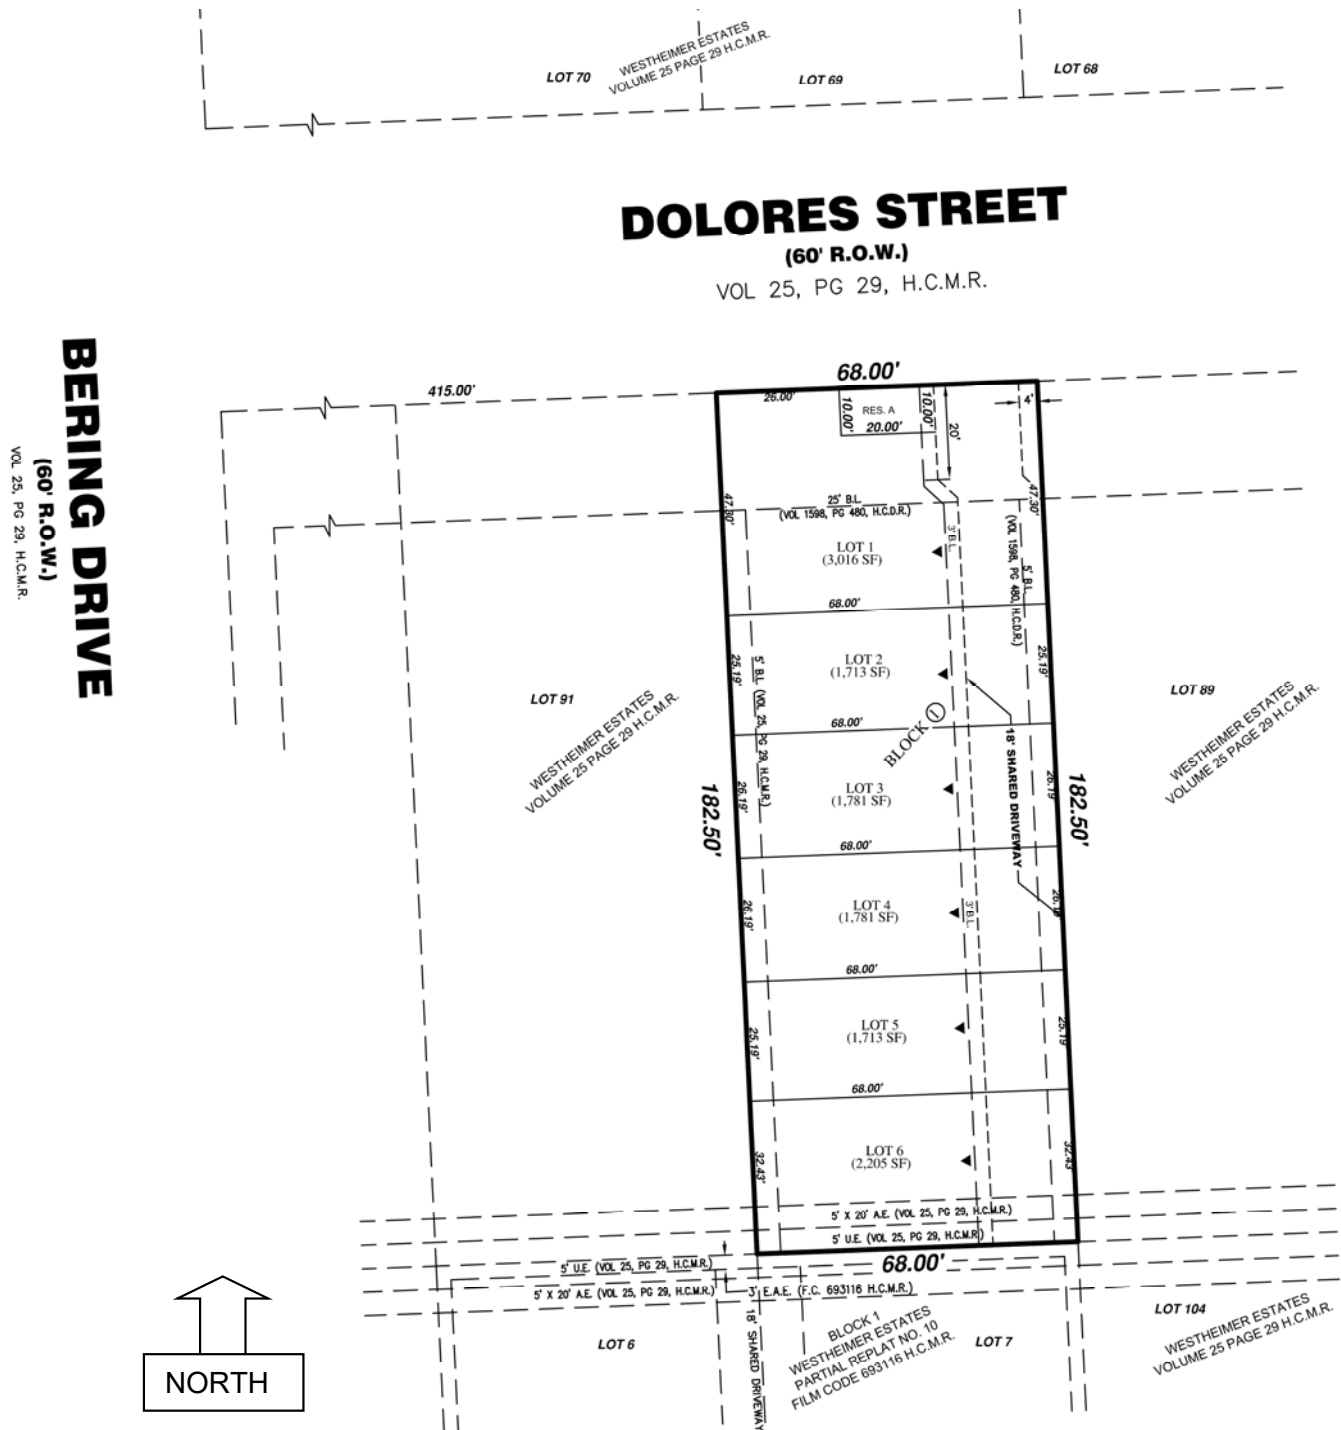 LOT 70
WESTHEIMER ESTATES
VOLUME 25 PAGE 29 H.C.M.R.
LOT 69
LOT 68
DOLORES STREET
(60' R.O.W.)
VOL 25, PG 29, H.C.M.R.
BERING DRIVE
(60' R.O.W.)
VOL 25, PG 29, H.C.M.R.
415.00'
68.00'
26.00'
10.00'
RES. A
20.00'
10.00'
20'
4'
47.30'
25' B.L.
(VOL 1598, PG 480, H.C.D.R.)
47.30'
3' B.L.
5' B.L.
(VOL 1598, PG 480, H.C.D.R.)
LOT 1
(3,016 SF)
68.00'
LOT 2
(1,713 SF)
25.19'
25.19'
5' B.L. (VOL 25, PG 29, H.C.M.R.)
68.00'
BLOCK 1
18' SHARED DRIVEWAY
LOT 91
WESTHEIMER ESTATES
VOLUME 25 PAGE 29 H.C.M.R.
LOT 89
WESTHEIMER ESTATES
VOLUME 25 PAGE 29 H.C.M.R.
182.50'
26.19'
LOT 3
(1,781 SF)
26.19'
182.50'
68.00'
26.19'
LOT 4
(1,781 SF)
3' B.L.
68.00'
25.19'
LOT 5
(1,713 SF)
25.19'
68.00'
32.43'
LOT 6
(2,205 SF)
32.43'
5' X 20' A.E. (VOL 25, PG 29, H.C.M.R.)
5' U.E. (VOL 25, PG 29, H.C.M.R.)
68.00'
5' U.E. (VOL 25, PG 29, H.C.M.R.)
5' X 20' A.E. (VOL 25, PG 29, H.C.M.R.)
3' E.A.E. (F.C. 693116 H.C.M.R.)
18' SHARED DRIVEWAY
LOT 6
BLOCK 1
WESTHEIMER ESTATES
PARTIAL REPLAT NO. 10
FILM CODE 693116 H.C.M.R.
LOT 7
LOT 104
WESTHEIMER ESTATES
VOLUME 25 PAGE 29 H.C.M.R.
NORTH